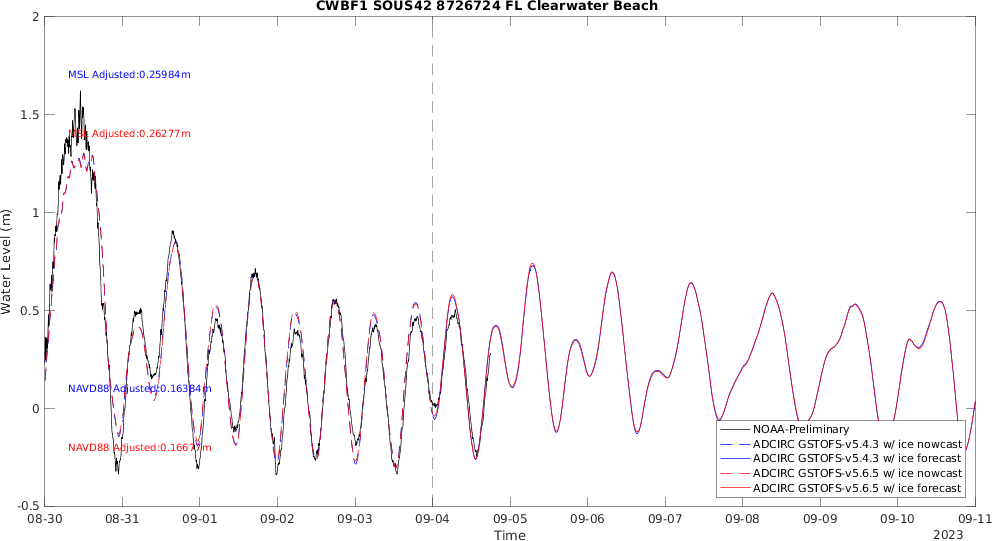 CWBF1 SOUS42 8726724 FL Clearwater Beach
2
1.5
1
0.5
0
-0.5
Water Level (m)
MSL Adjusted:0.25984m
MSL Adjusted:0.26277m
NAVD88 Adjusted:0.16384m
NAVD88 Adjusted:0.1667
NOAA-Preliminary
ADCIRC GSTOFS-v5.4.3 w/ ice nowcast
ADCIRC GSTOFS-v5.4.3 w/ ice forecast
ADCIRC GSTOFS-v5.6.5 w/ ice nowcast
ADCIRC GSTOFS-v5.6.5 w/ ice forecast
08-30 08-31 09-01 09-02 09-03 09-04 09-05 09-06 09-07 09-08 09-09 09-10 09-11
Time
2023